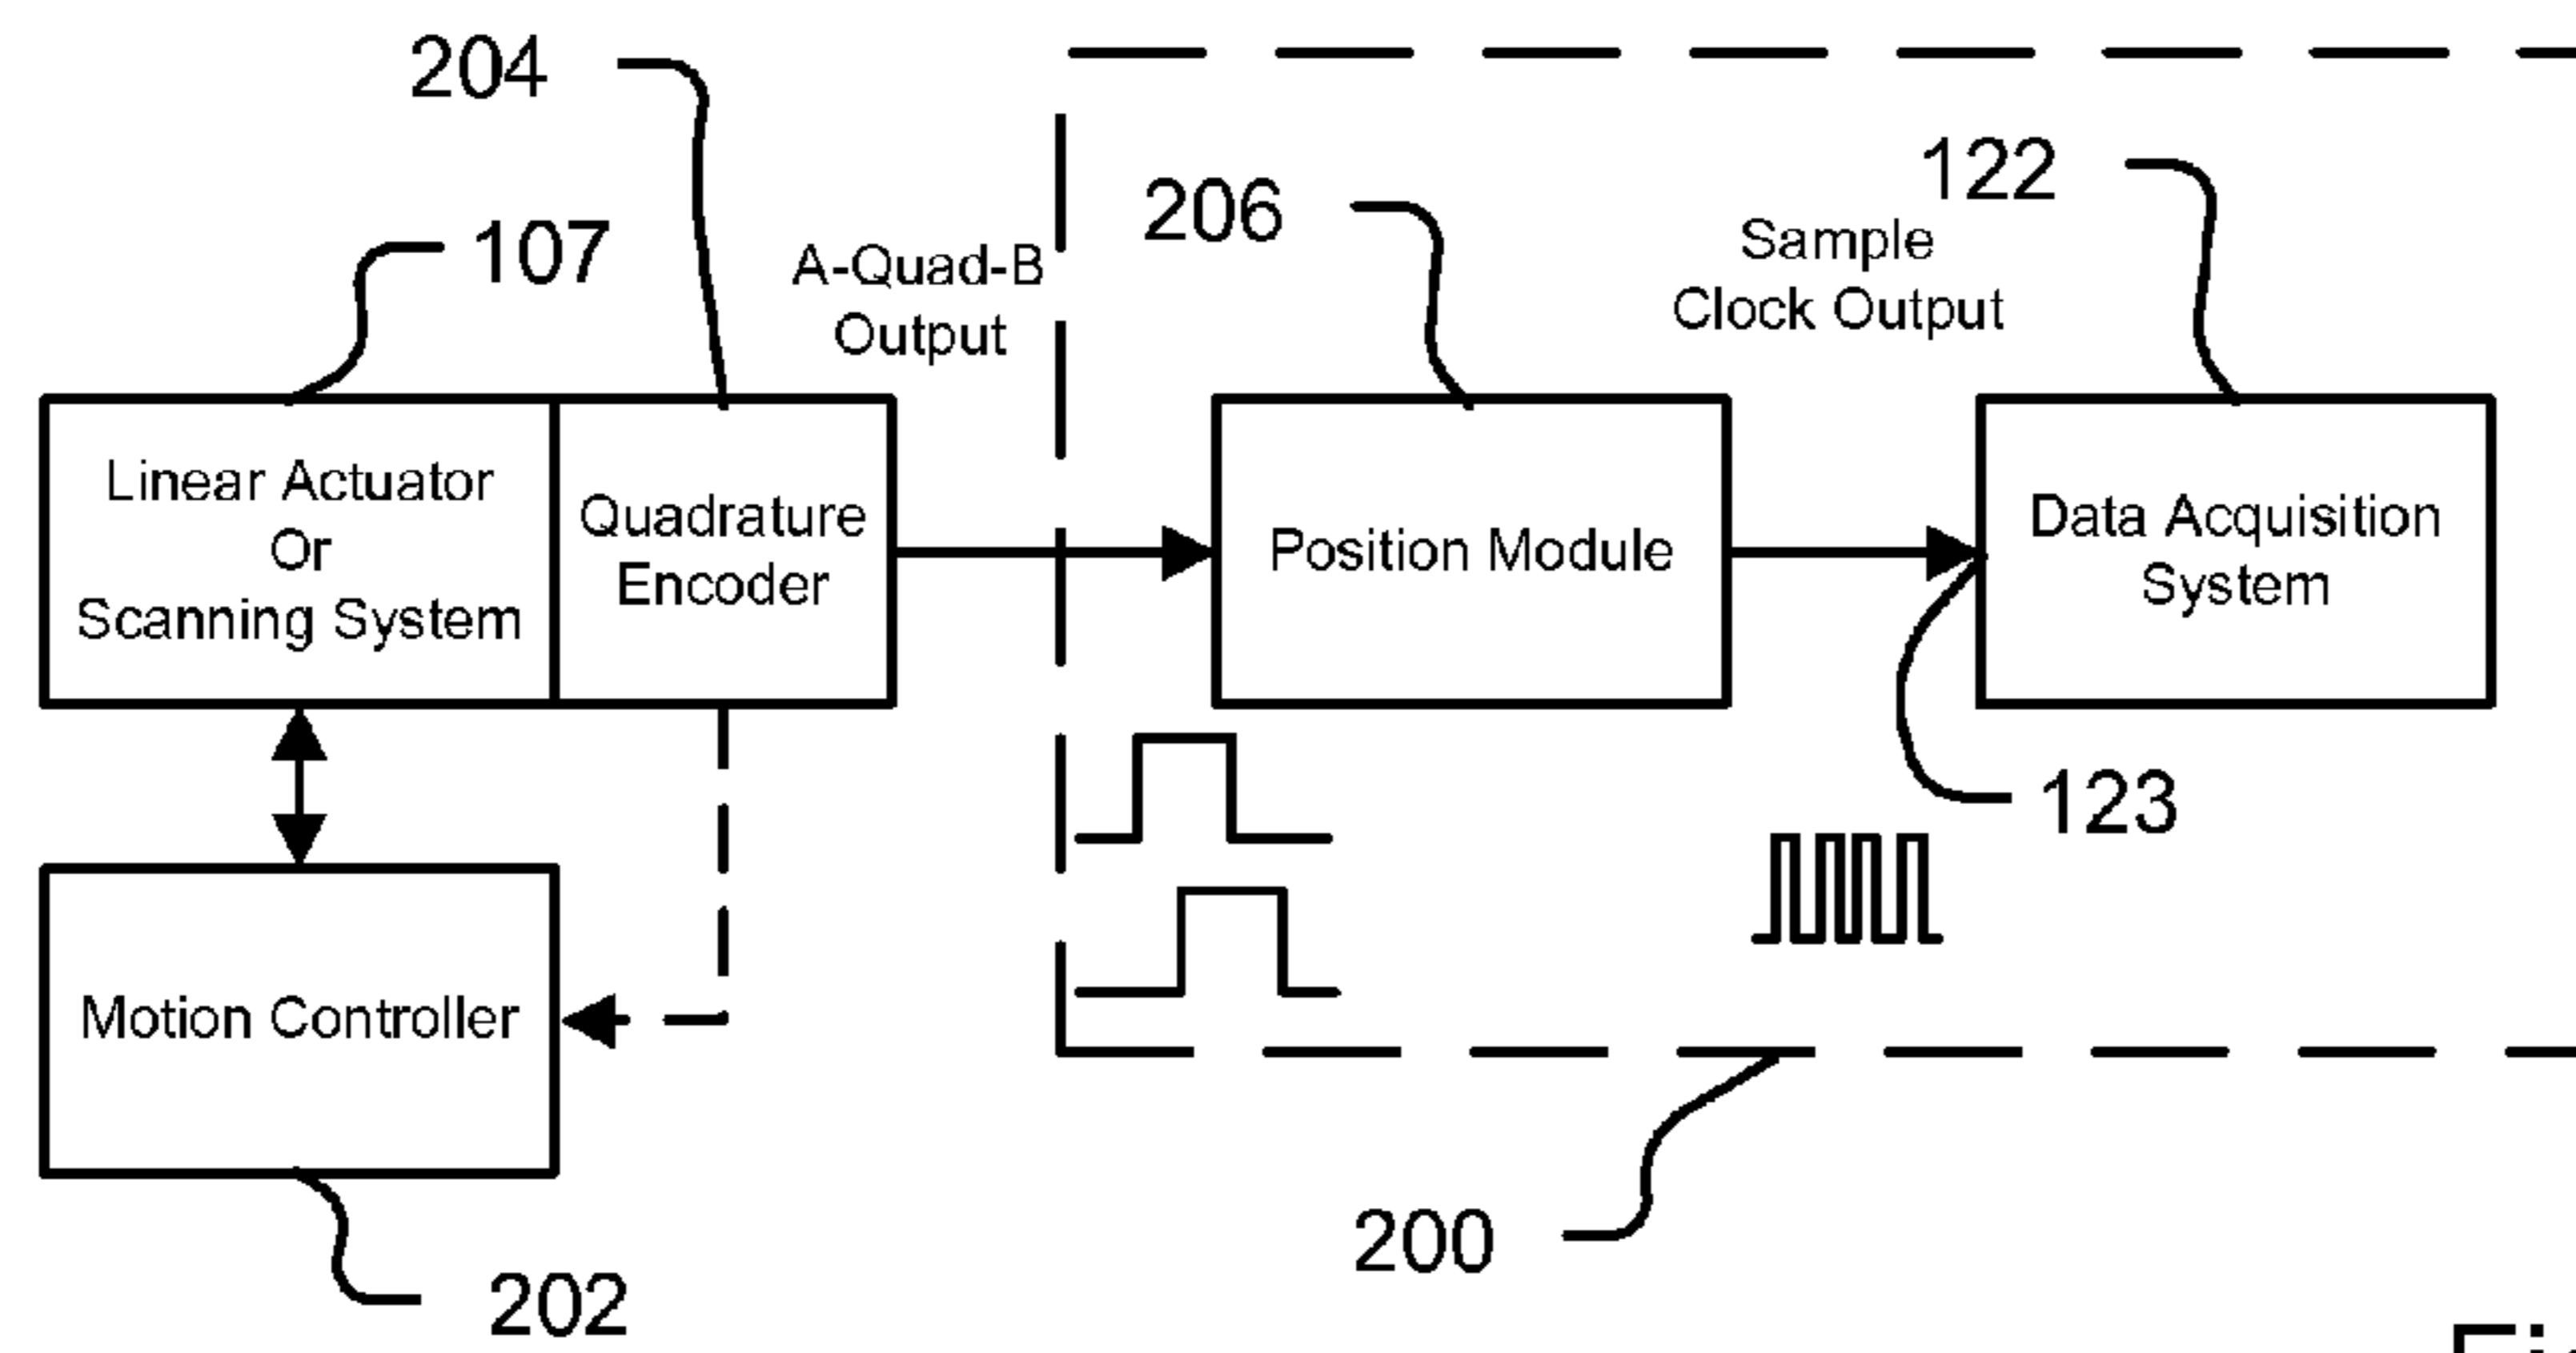 204
107
A-Quad-B
Output
206
122
Sample
Clock Output
Linear Actuator
Or
Scanning System
Quadrature
Encoder
Position Module
Data Acquisition
System
123
Motion Controller
200
202